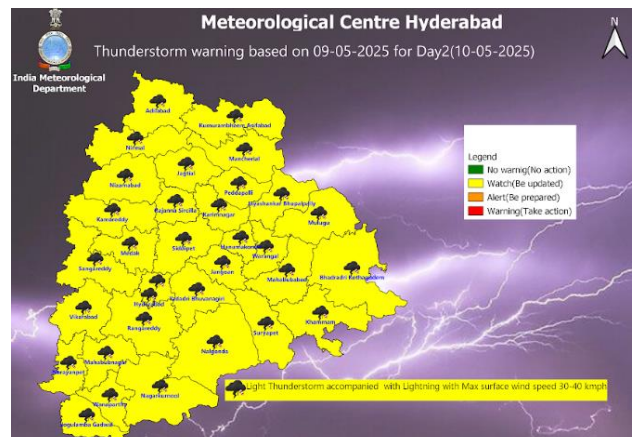 Meteorological Centre Hyderabad
Thunderstorm warning based on 09-05-2025 for Day2(10-05-2025)
N
India Meteorological
Department
Adilabad
Kumurambheem Asifabad
Nirmal
Mancherial
Nizamabad
Jagtial
Peddapalli
Jayashankar Bhupalpally
Kamareddy
Rajanna Sircilla
Karimnagar
Mulugu
Medak
Siddipet
Hanumakonda
Warangal
Sangareddy
Jangaon
Mahabubabad
Bhadradri Kothagudem
Hyderabad
Yadadri Bhuvanagiri
Vikarabad
Rangareddy
Khammam
Suryapet
Nalgonda
Mahabubnagar
Narayanpet
Wanaparthy
Nagarkurnool
Jogulamba Gadwal
Legend
No warnig(No action)
Watch(Be updated)
Alert(Be prepared)
Warning(Take action)
Light Thunderstorm accompanied with Lightning with Max surface wind speed 30-40 kmph